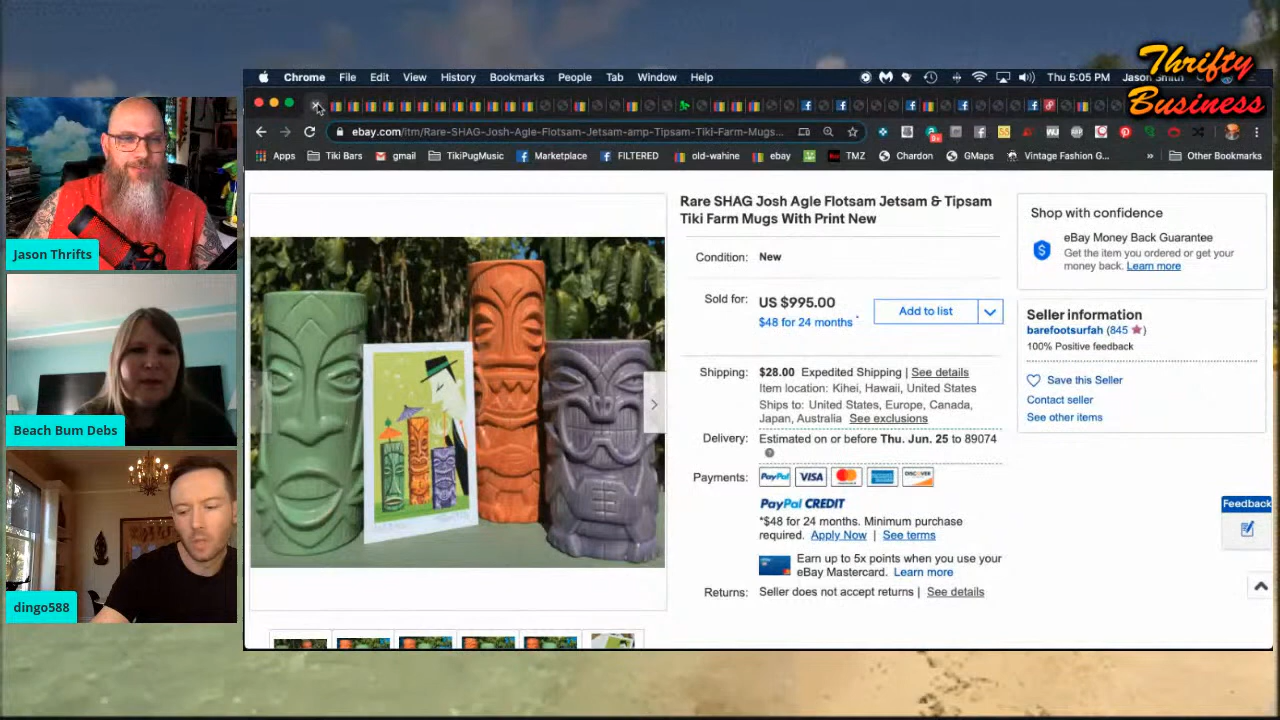 Thrifty
Business
Chrome File Edit View History Bookmarks People Tab Window Help
Thu 5:05 PM Jason Smith
ebay.com/itm/Rare-SHAG-Josh-Agle-Flotsam-Jetsam-amp-Tipsam-Tiki-Farm-Mugs...
Apps Tiki Bars gmail TikiPugMusic Marketplace FILTERED old-wahine ebay TMZ Chardon GMaps Vintage Fashion G... » Other Bookmarks
Jason Thrifts
Beach Bum Debs
dingo588
Rare SHAG Josh Agle Flotsam Jetsam & Tipsam
Tiki Farm Mugs With Print New
Condition: New
Sold for: US $995.00
$48 for 24 months *
Add to list
Shipping: $28.00 Expedited Shipping | See details
Item location: Kihei, Hawaii, United States
Ships to: United States, Europe, Canada,
Japan, Australia See exclusions
Delivery: Estimated on or before Thu. Jun. 25 to 89074
Payments: PayPal VISA DISCOVER
PayPal CREDIT
*$48 for 24 months. Minimum purchase
required. Apply Now | See terms
Earn up to 5x points when you use your
eBay Mastercard. Learn more
Returns: Seller does not accept returns | See details
Shop with confidence
eBay Money Back Guarantee
Get the item you ordered or get your
money back. Learn more
Seller information
barefootsurfah (845 )
100% Positive feedback
Save this Seller
Contact seller
See other items
Feedback